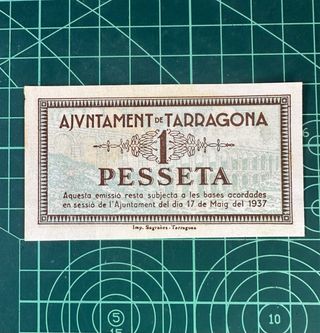 AJVNTAMENT DE TARRAGONA
1
PESSETA
Aquesta emissió resta subjecta a les bases acordades
en sessió de l'Ajuntament del dia 17 de Maig del 1937
Imp. Sugrañes - Tarragona
5
10
15